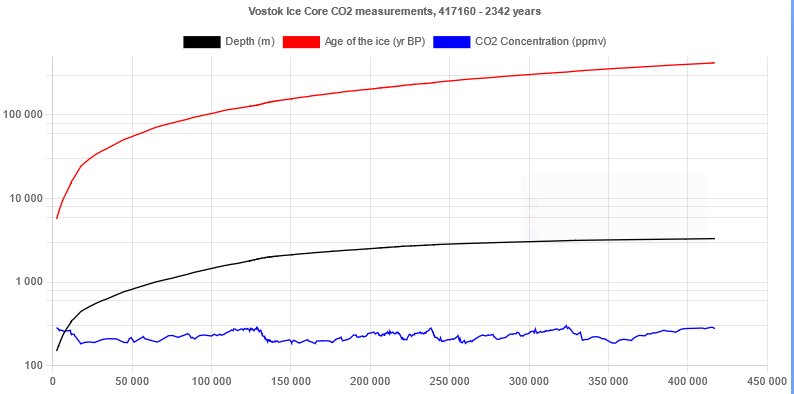 Vostok Ice Core CO2 measurements, 417160 - 2342 years
Depth (m) Age of the ice (yr BP) CO2 Concentration (ppmv)
100 000
10 000
1 000
100
0 50 000 100 000 150 000 200 000 250 000 300 000 350 000 400 000 450 000